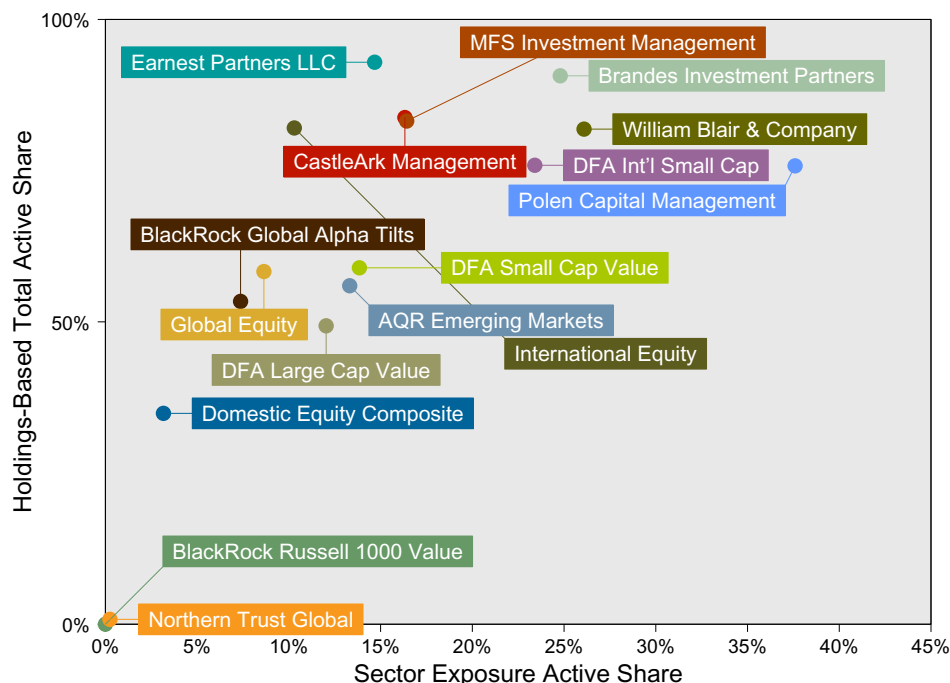 100%
MFS Investment Management
Earnest Partners LLC
Brandes Investment Partners
William Blair & Company
CastleArk Management
DFA Int’l Small Cap
Polen Capital Management
BlackRock Global Alpha Tilts
DFA Small Cap Value
Holdings-Based Total Active Share
50%
Global Equity
AQR Emerging Markets
International Equity
DFA Large Cap Value
Domestic Equity Composite
BlackRock Russell 1000 Value
Northern Trust Global
0%
0% 5% 10% 15% 20% 25% 30% 35% 40% 45%
Sector Exposure Active Share